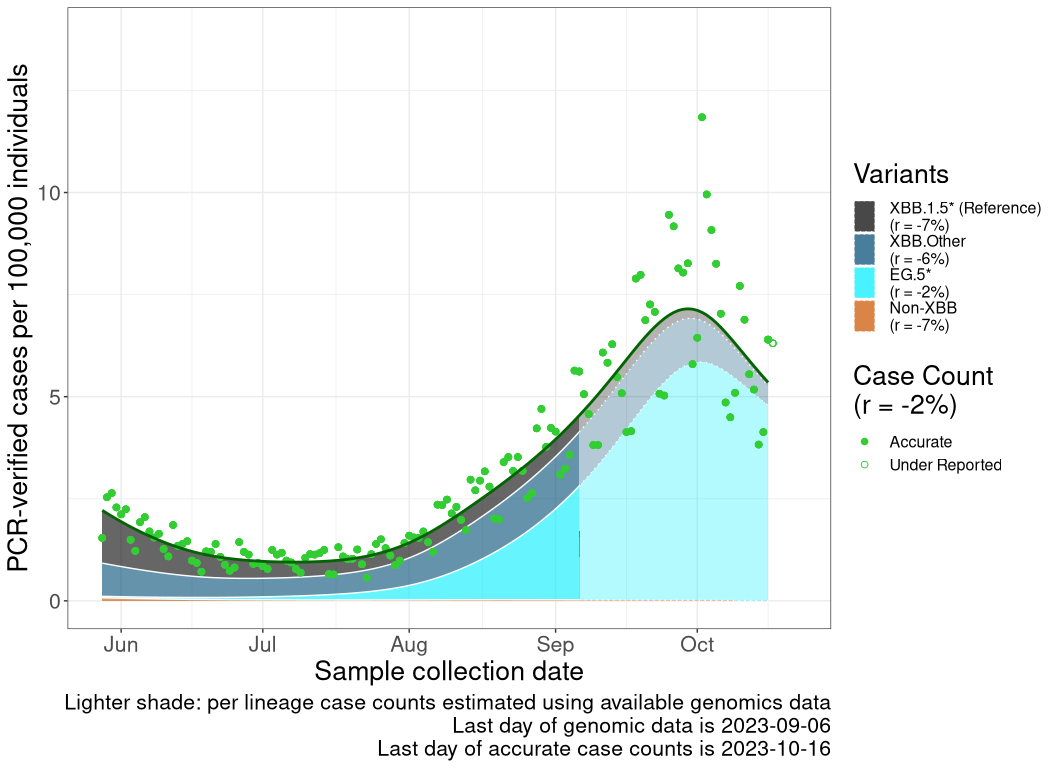 PCR-verified cases per 100,000 individuals
10
5
0
Jun Jul Aug Sep Oct
Sample collection date
Lighter shade: per lineage case counts estimated using available genomics data
Last day of genomic data is 2023-09-06
Last day of accurate case counts is 2023-10-16
Variants
XBB.1.5* (Reference)
(r = -7%)
XBB.Other
(r = -6%)
EG.5*
(r = -2%)
Non-XBB
(r = -7%)
Case Count
(r = -2%)
Accurate
Under Reported